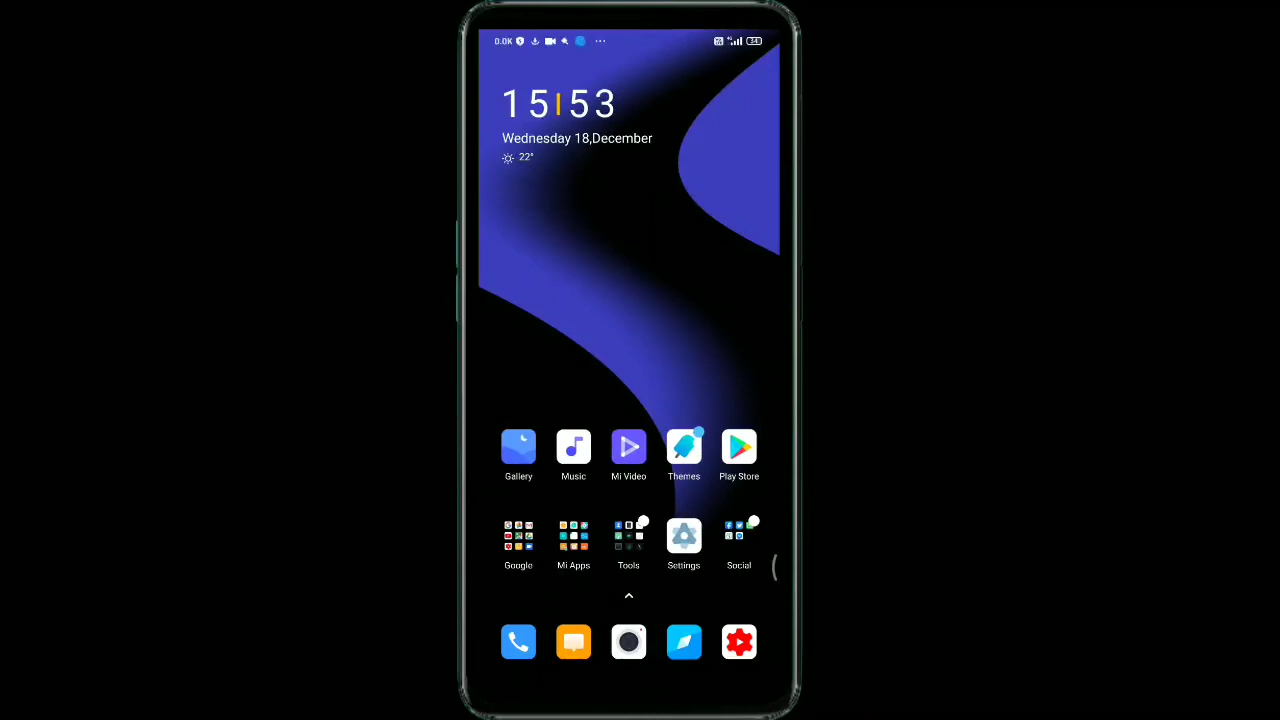 0.0K
15 53
Wednesday 18,December
22°
Gallery Music Mi Video Themes Play Store
Google Mi Apps Tools Settings Social